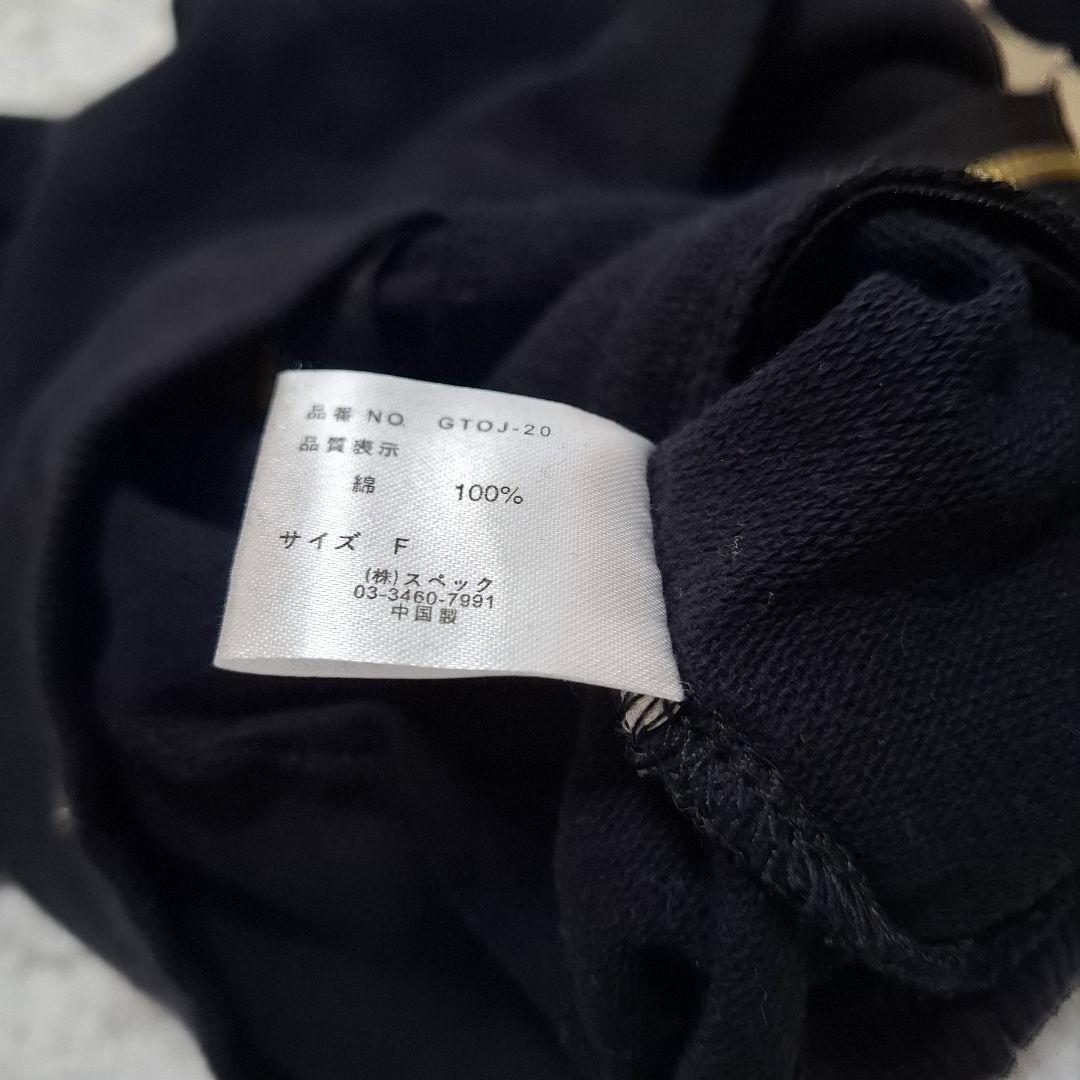 品番 NO. GTOJ-20
品質表示
綿 100%
サイズ F
(株)スペック
03-3460-7991
中国製